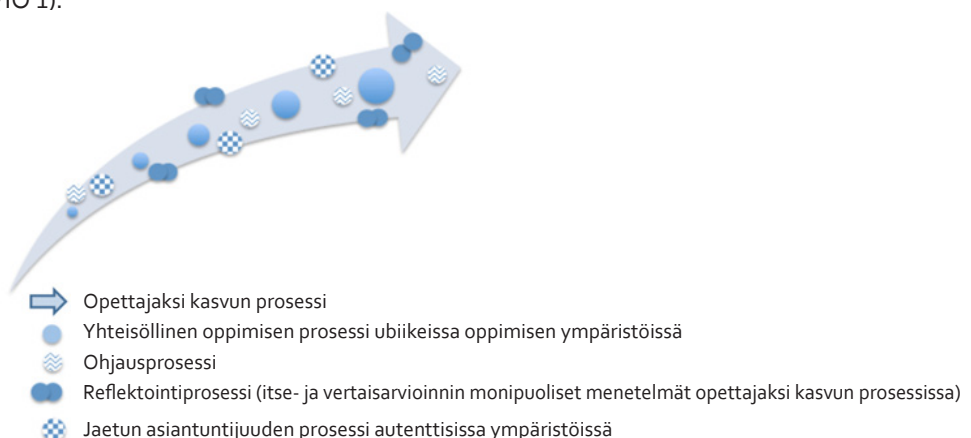 1).
Opettajaksi kasvun prosessi
Yhteisöllinen oppimisen prosessi ubiikeissa oppimisen ympäristöissä
Ohjausprosessi
Reflektointiprosessi (itse- ja vertaisarvioinnin monipuoliset menetelmät opettajaksi kasvun prosessissa)
Jaetun asiantuntijuuden prosessi autenttisissa ympäristöissä